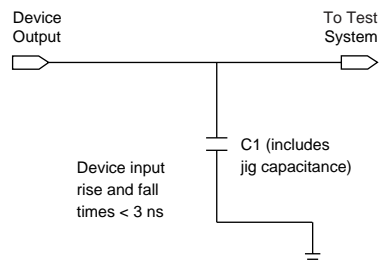 Device
Output
To Test
System
C1 (includes
jig capacitance)
Device input
rise and fall
times < 3 ns